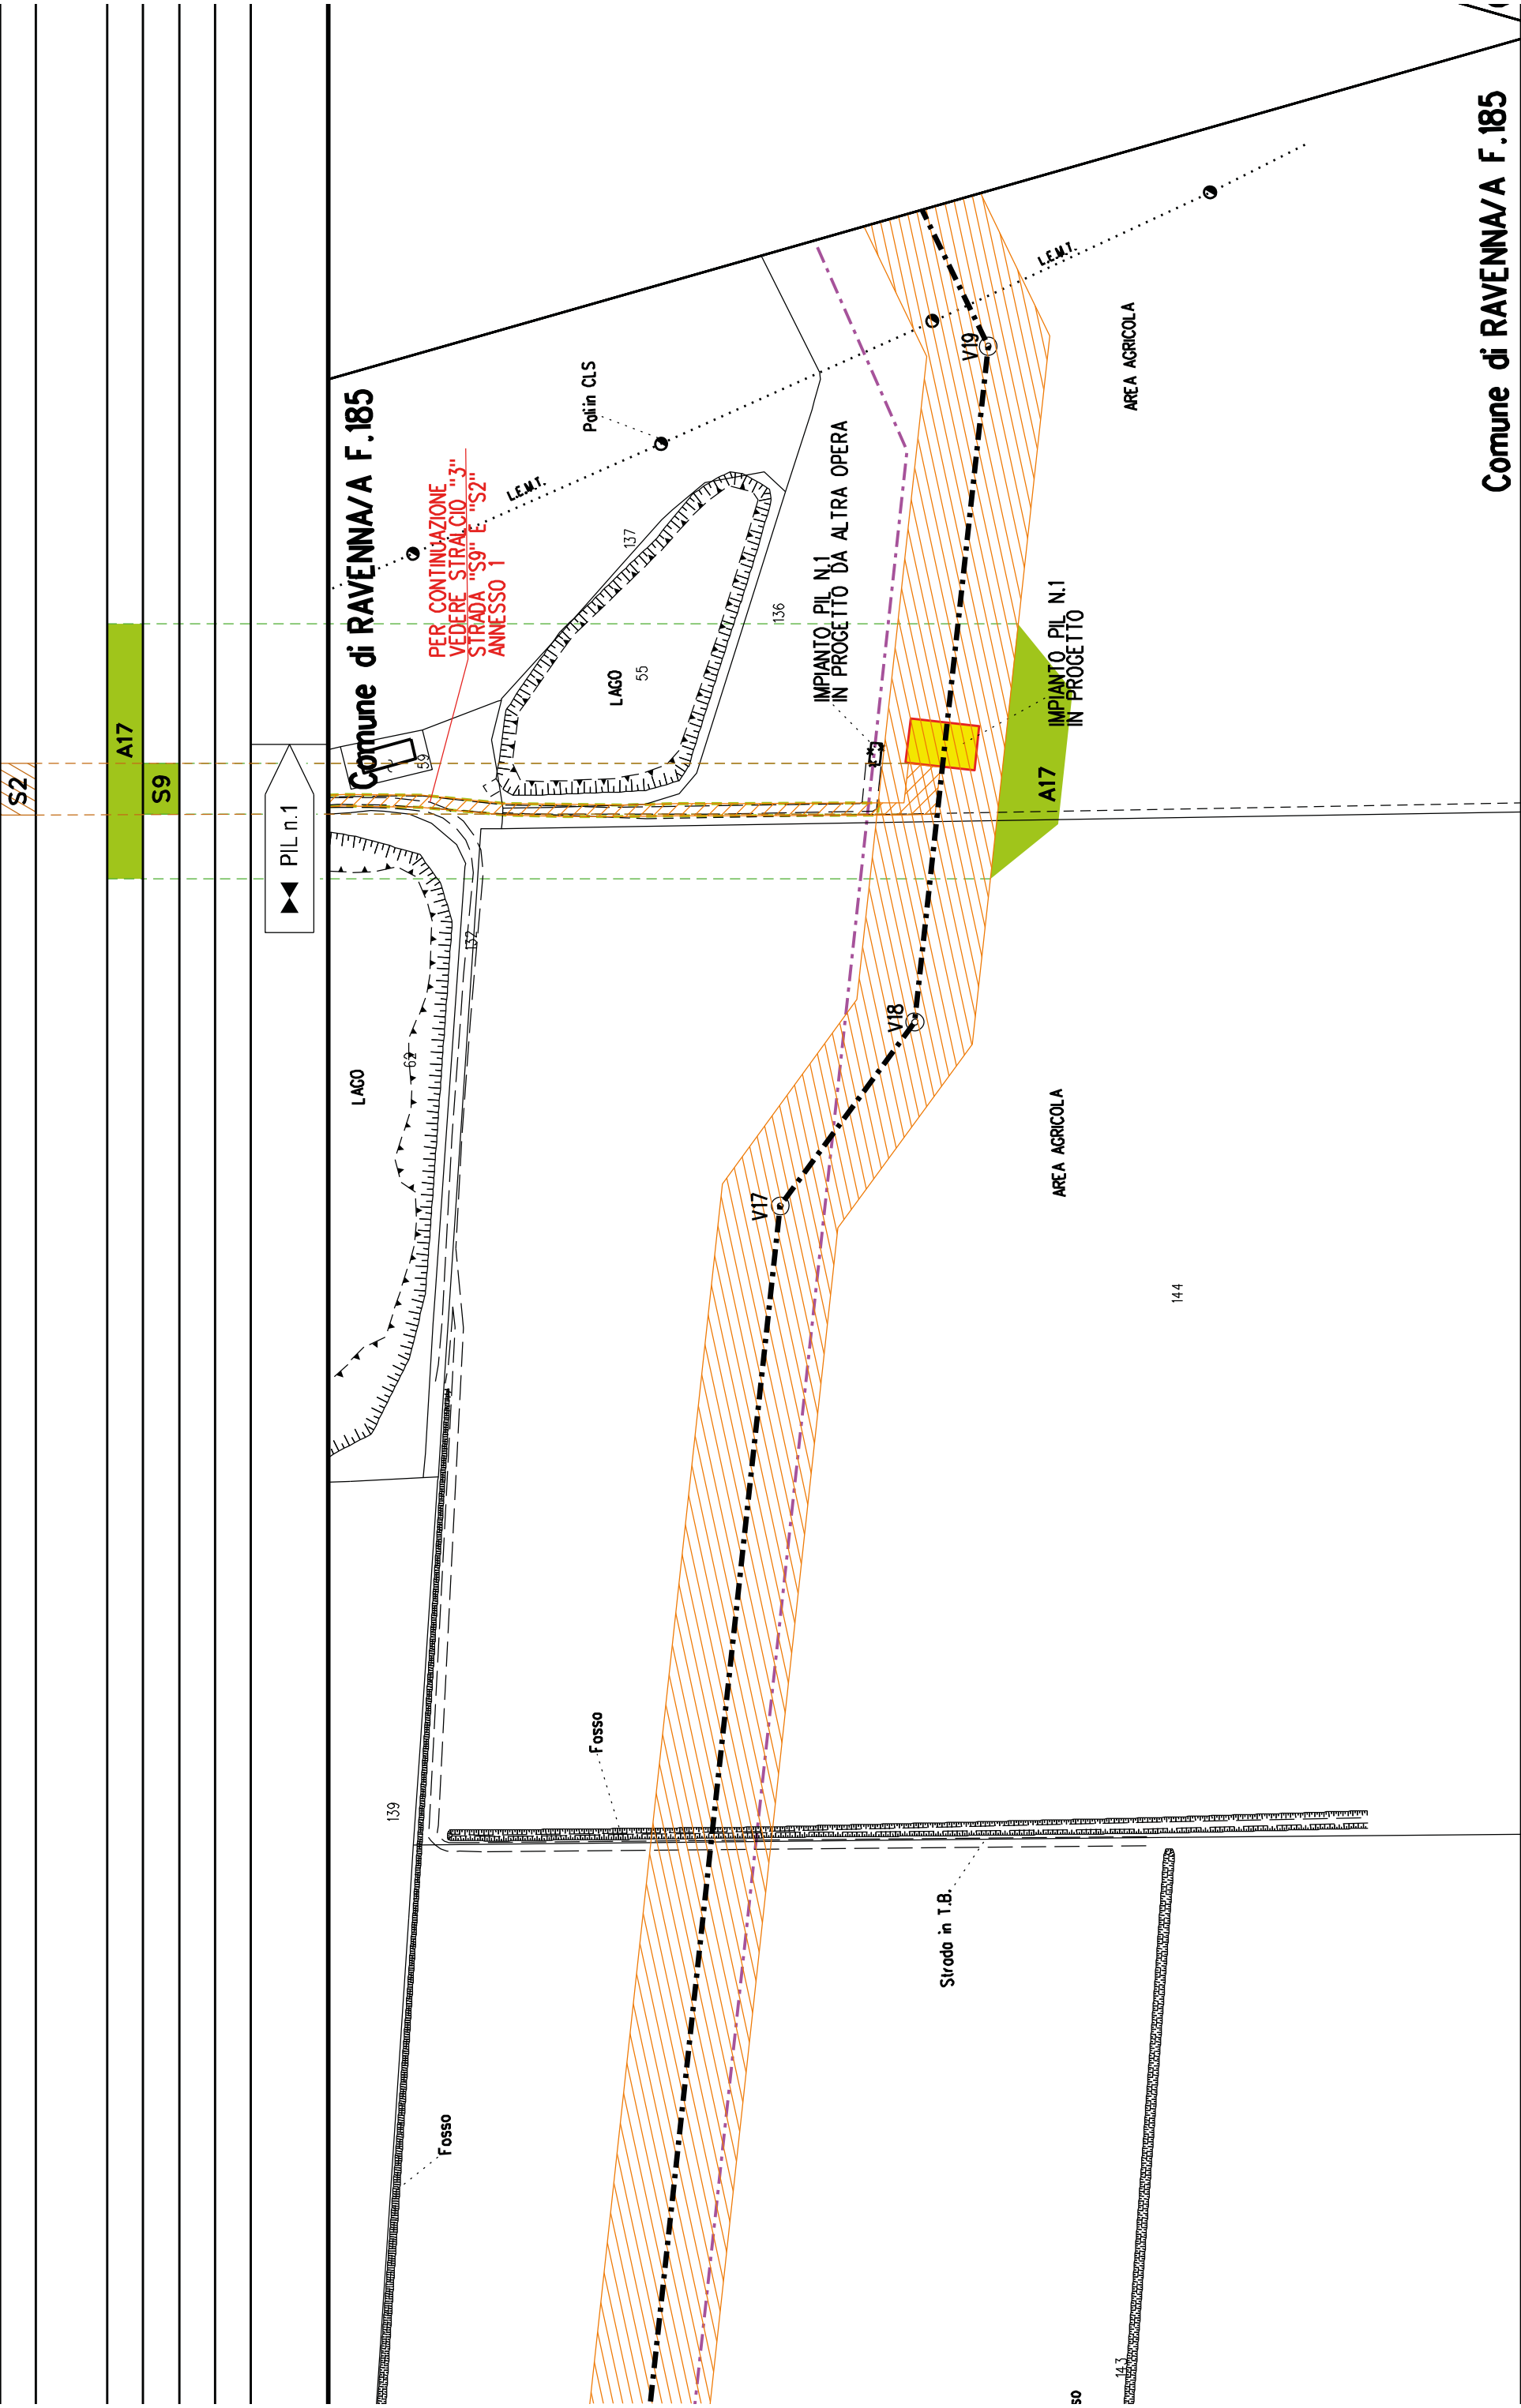 S2
A17
S9
PIL n.1
Comune di RAVENNA/A F.185
PER CONTINUAZIONE
VEDERE STRALCIO "3"
STRADA "S9" E "S2"
ANNESSO 1
L.E.M.T.
Pali in CLS
137
LAGO
55
136
59
IMPIANTO PIL N.1
IN PROGETTO DA ALTRA OPERA
V19
L.E.M.T.
AREA AGRICOLA
Comune di RAVENNA/A F.185
IMPIANTO PIL N.1
IN PROGETTO
A17
132
LAGO
62
V18
V17
AREA AGRICOLA
144
139
Fosso
Strada in T.B.
Fosso
143